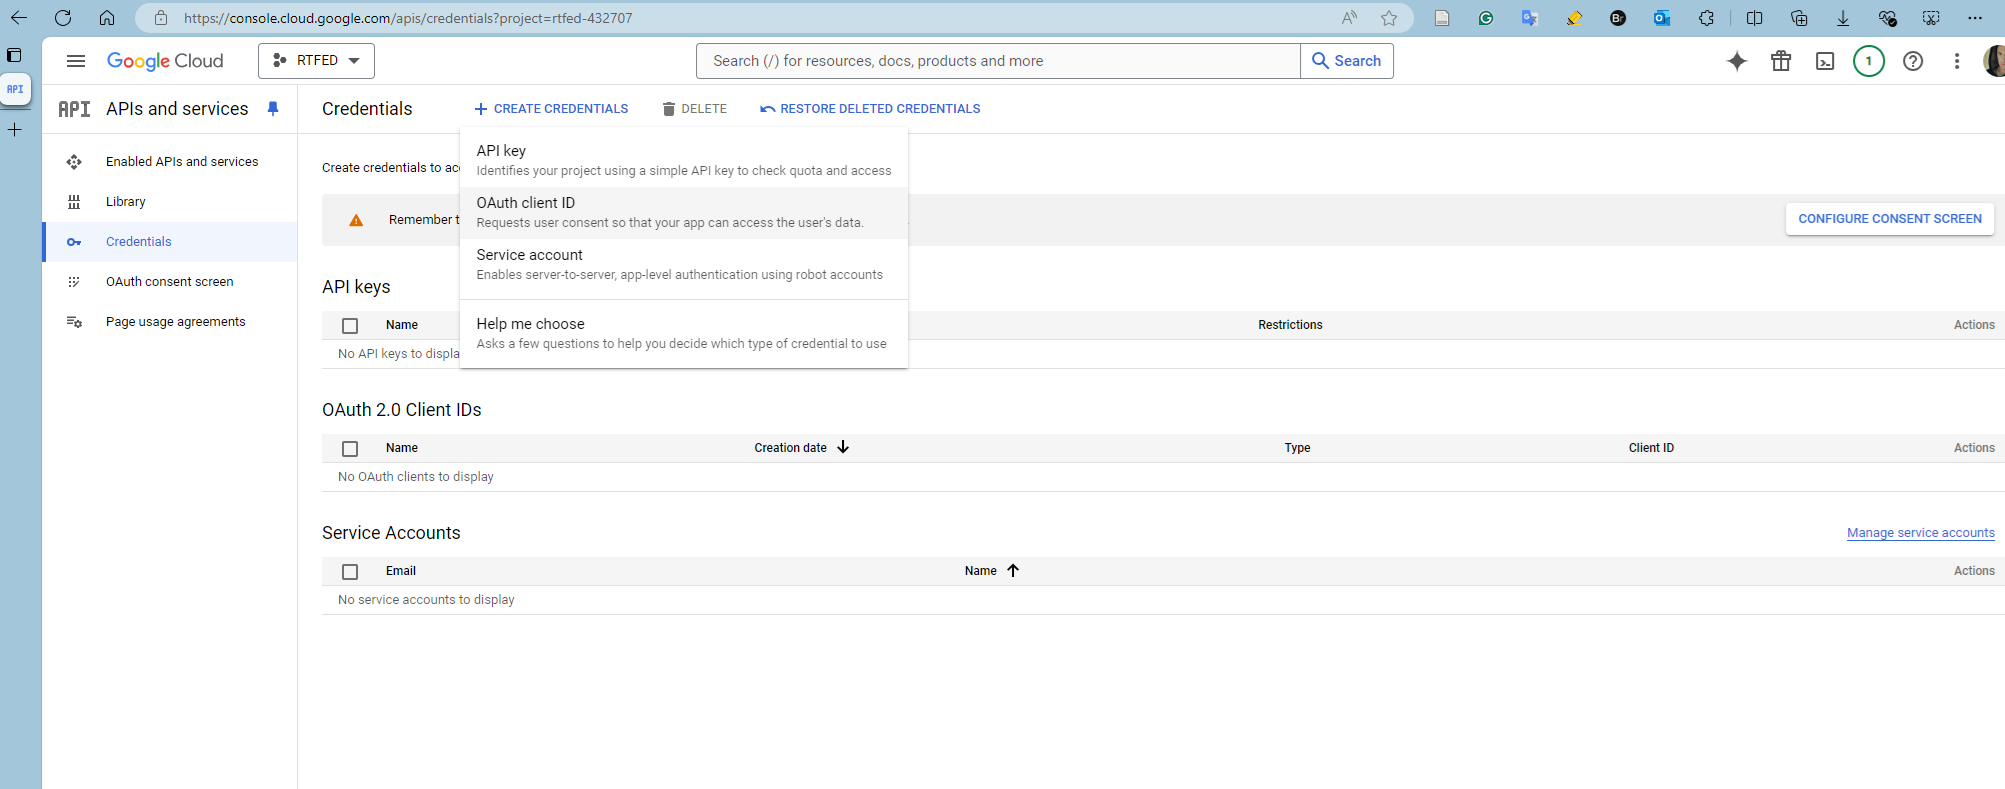 https://console.cloud.google.com/apis/credentials?project=rtfed-432707
Google Cloud
RTFED
Search (/) for resources, docs, products and more
Search
1
API
API
APIs and services
Credentials
CREATE CREDENTIALS
DELETE
RESTORE DELETED CREDENTIALS
Enabled APIs and services
Library
Credentials
OAuth consent screen
Page usage agreements
Create credentials to
API key
Identifies your project using a simple API key to check quota and access
OAuth client ID
Requests user consent so that your app can access the user's data.
Service account
Enables server-to-server, app-level authentication using robot accounts
Help me choose
Asks a few questions to help you decide which type of credential to use
Remember
CONFIGURE CONSENT SCREEN
API keys
Name
Restrictions
Actions
No API keys to displa
OAuth 2.0 Client IDs
Name
Creation date
Type
Client ID
Actions
No OAuth clients to display
Service Accounts
Manage service accounts
Email
Name
Actions
No service accounts to display